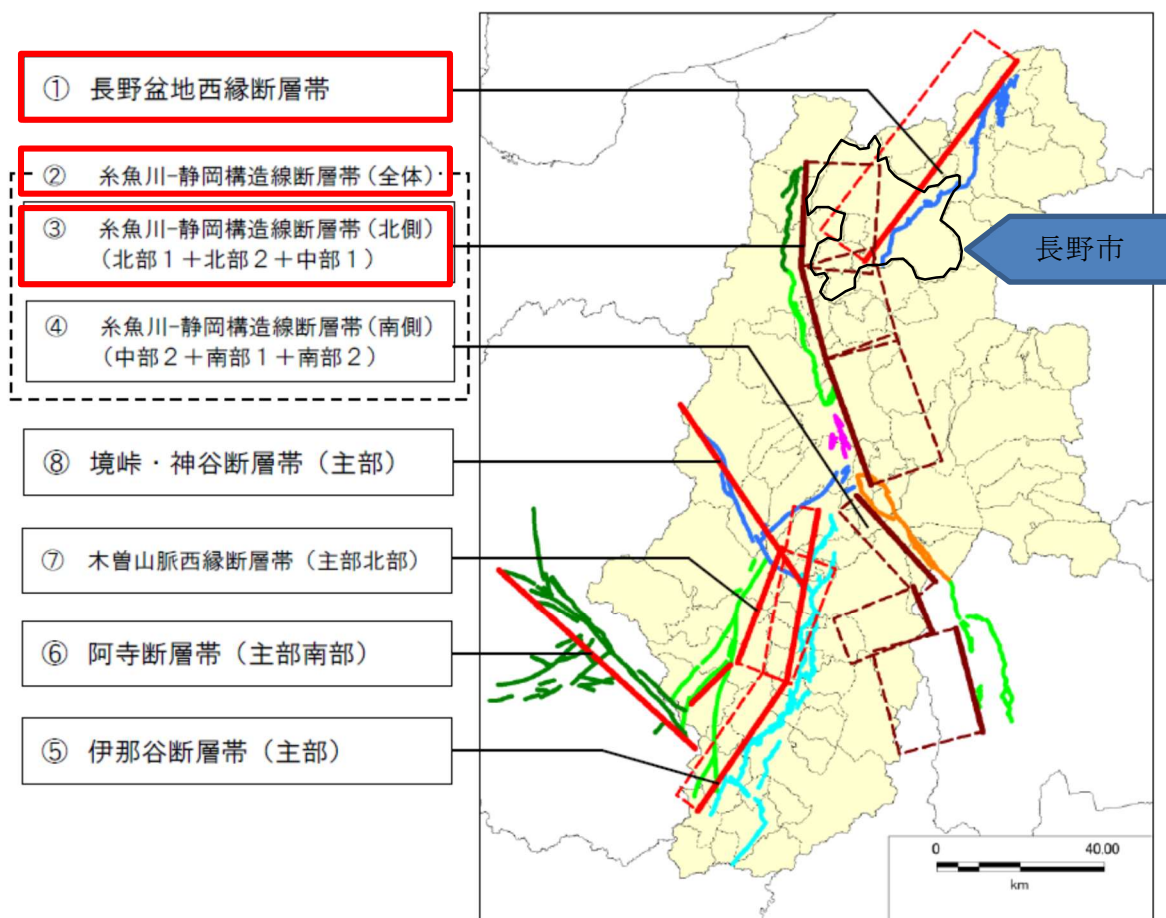 ① 長野盆地西縁断層帯
② 糸魚川-静岡構造線断層帯(全体)
③ 糸魚川-静岡構造線断層帯(北側)
(北部1+北部2+中部1)
④ 糸魚川-静岡構造線断層帯(南側)
(中部2+南部1+南部2)
⑧ 境峠・神谷断層帯(主部)
⑦ 木曽山脈西縁断層帯(主部北部)
⑥ 阿寺断層帯(主部南部)
⑤ 伊那谷断層帯(主部)
長野市
0 40.00
km